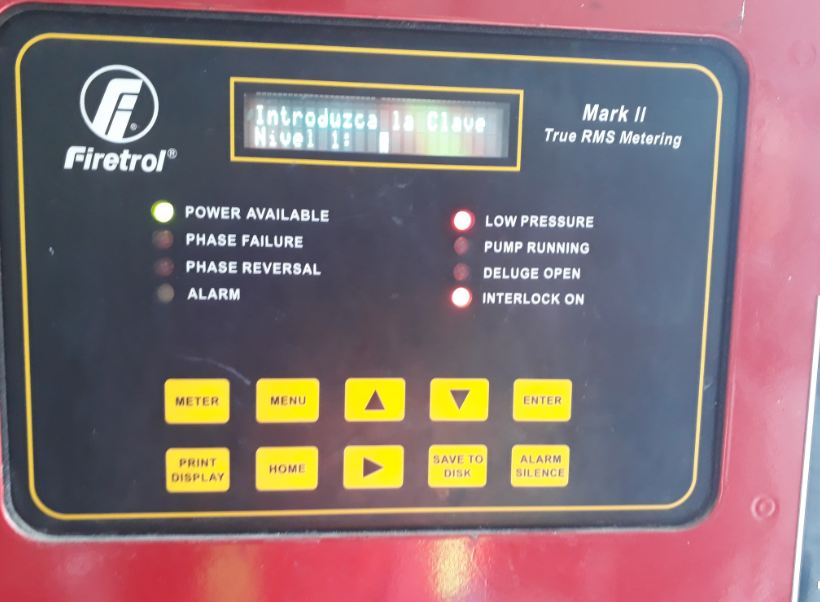 Introduzca la Clave
Nivel 1:
Mark II
True RMS Metering
Firetrol®
POWER AVAILABLE
PHASE FAILURE
PHASE REVERSAL
ALARM
LOW PRESSURE
PUMP RUNNING
DELUGE OPEN
INTERLOCK ON
METER
MENU
ENTER
PRINT
DISPLAY
HOME
SAVE TO
DISK
ALARM
SILENCE